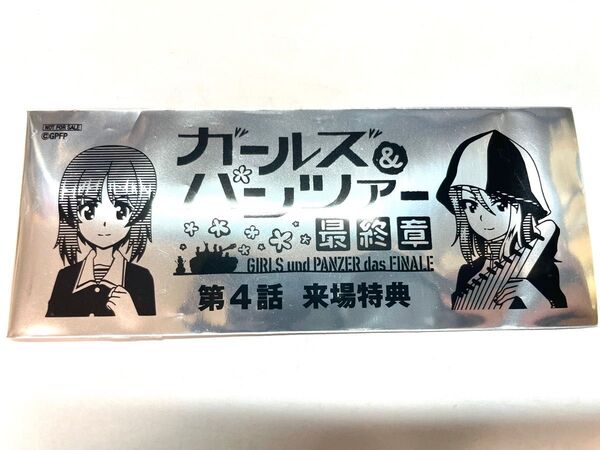 NOT FOR SALE
©GPFP
ガールズ&
パンツァー
最終章
GIRLS und PANZER das FINALE
第4話 来場特典